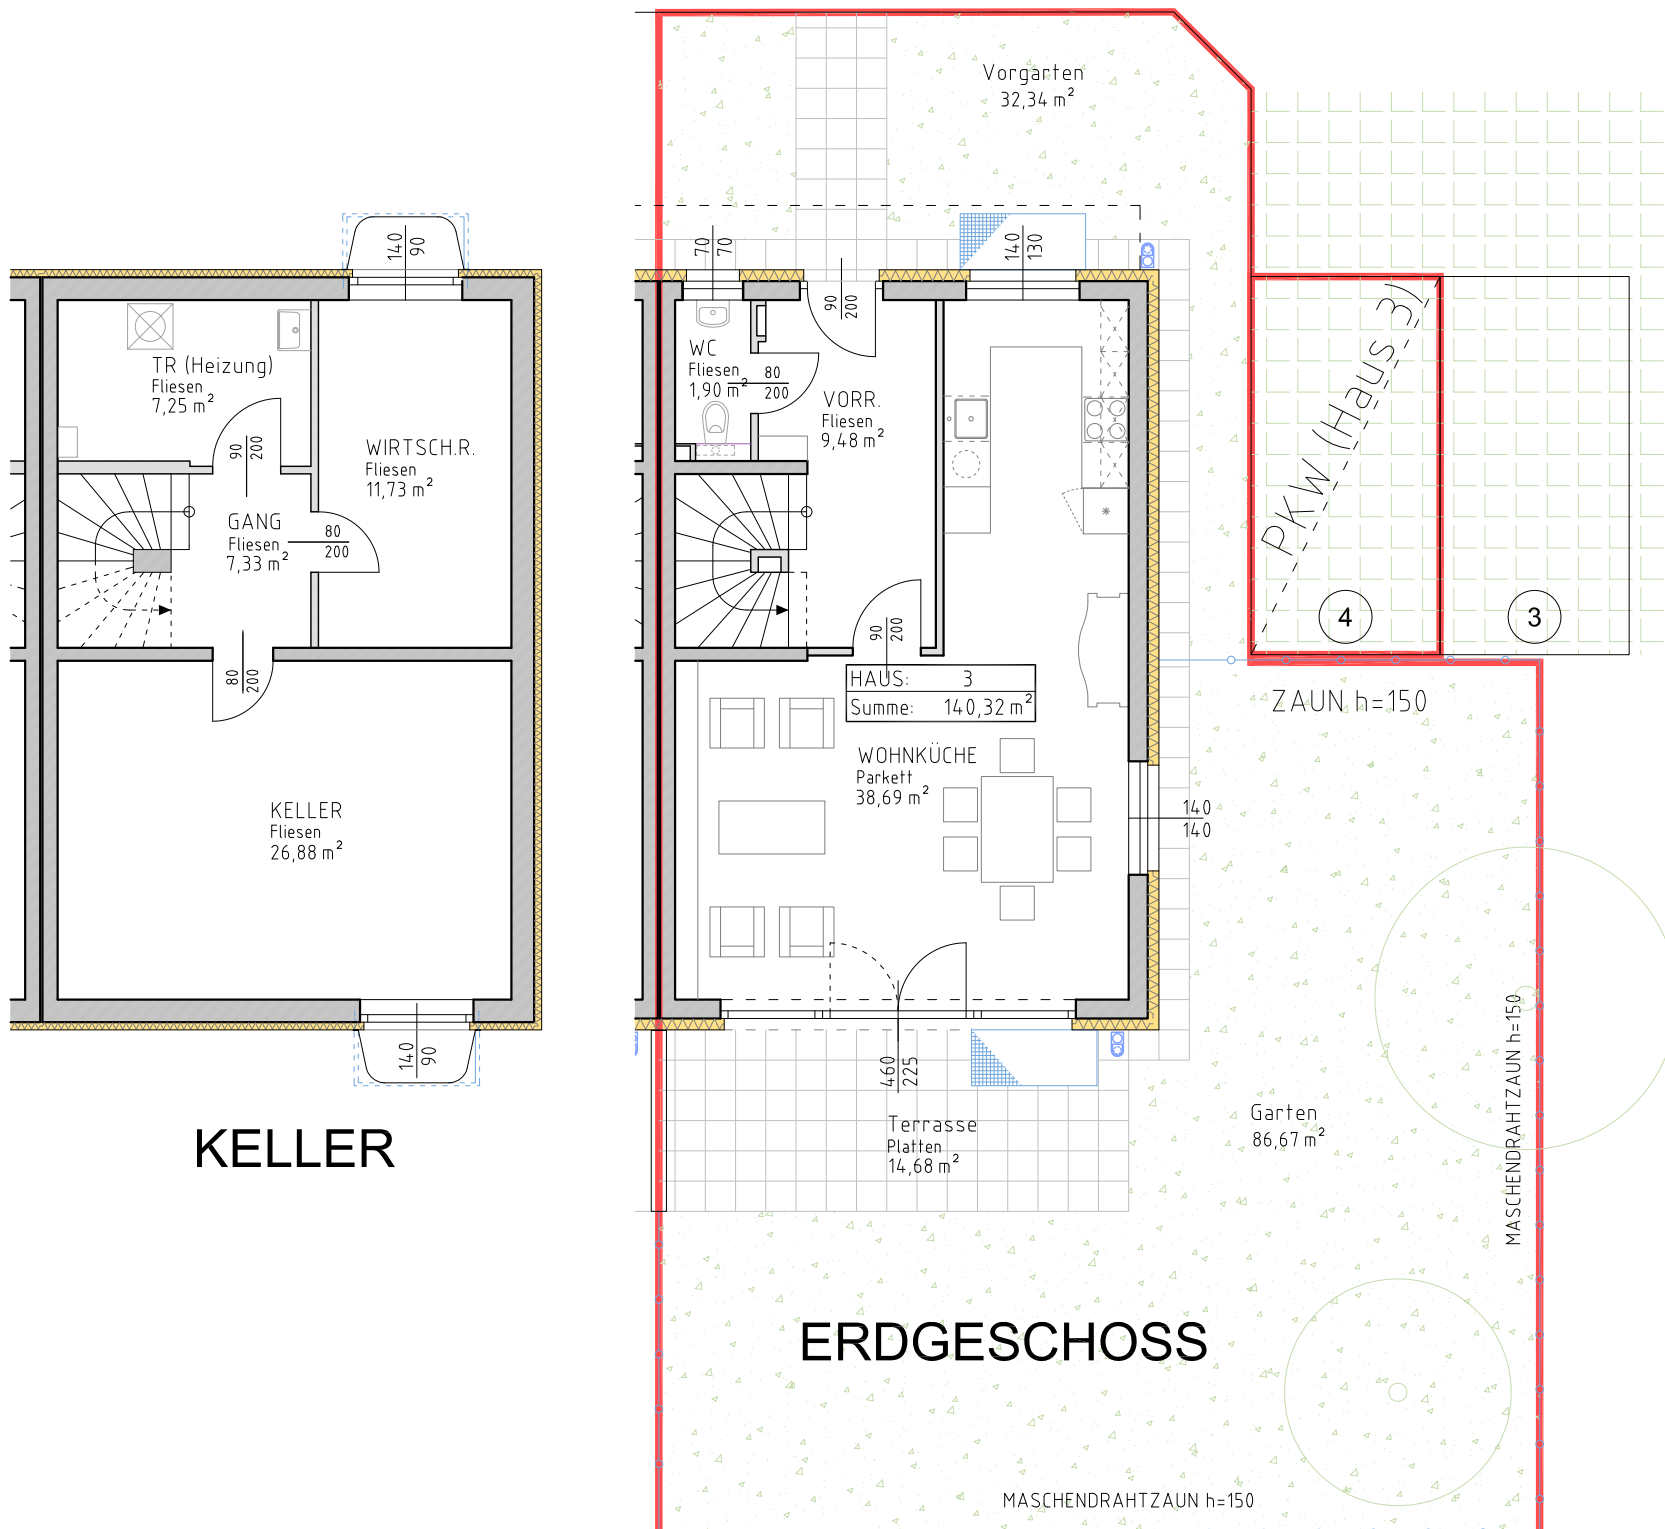 140
90
TR (Heizung)
Fliesen
7,25 m²
90
200
WIRTSCH.R.
Fliesen
11,73 m²
GANG
Fliesen
7,33 m²
80
200
80
200
KELLER
Fliesen
26,88 m²
140
90
KELLER
Vorgarten
32,34 m²
70
70
90
200
140
130
WC
Fliesen
1,90 m²
80
200
VORR.
Fliesen
9,48 m²
90
200
HAUS: 3
Summe: 140,32 m²
WOHNKÜCHE
Parkett
38,69 m²
140
140
460
225
Terrasse
Platten
14,68 m²
PKW (Haus 3)
4
3
ZAUN h=150
Garten
86,67 m²
MASCHENDRAHTZAUN h=150
ERDGESCHOSS
MASCHENDRAHTZAUN h=150